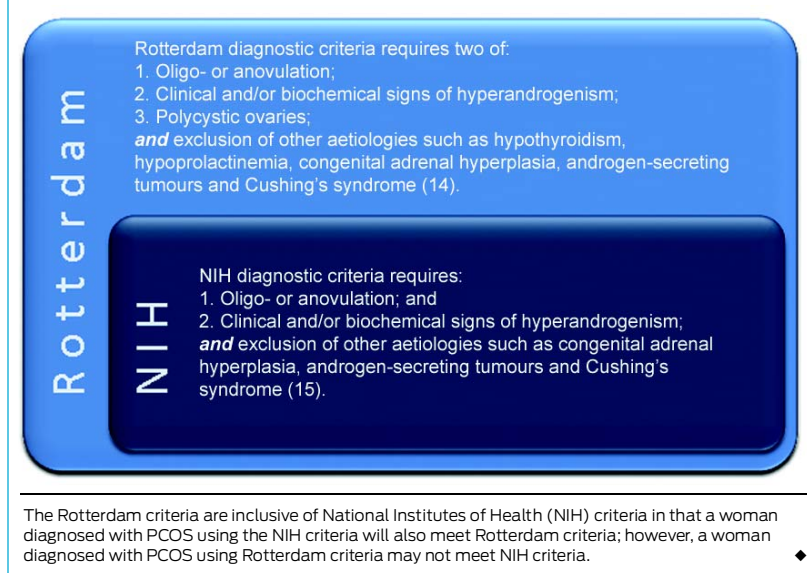 Rotterdam
Rotterdam diagnostic criteria requires two of:
1. Oligo- or anovulation;
2. Clinical and/or biochemical signs of hyperandrogenism;
3. Polycystic ovaries;
and exclusion of other aetiologies such as hypothyroidism,
hypoprolactinemia, congenital adrenal hyperplasia, androgen-secreting
tumours and Cushing's syndrome (14).
NIH
NIH diagnostic criteria requires:
1. Oligo- or anovulation; and
2. Clinical and/or biochemical signs of hyperandrogenism;
and exclusion of other aetiologies such as congenital adrenal
hyperplasia, androgen-secreting tumours and Cushing's
syndrome (15).
The Rotterdam criteria are inclusive of National Institutes of Health (NIH) criteria in that a woman
diagnosed with PCOS using the NIH criteria will also meet Rotterdam criteria; however, a woman
diagnosed with PCOS using Rotterdam criteria may not meet NIH criteria. ◆